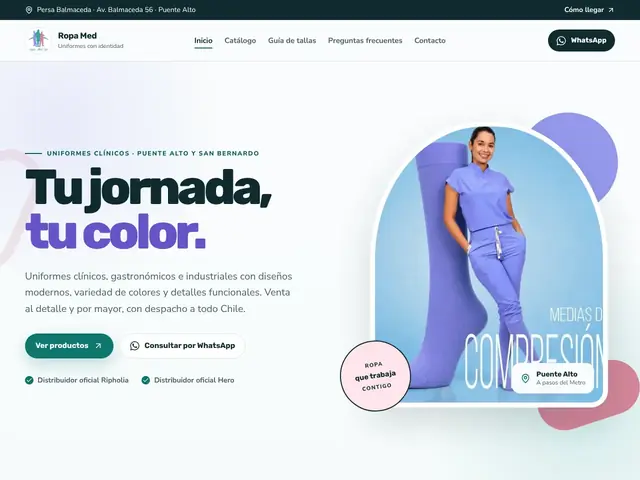 Persa Balmaceda · Av. Balmaceda 56 · Puente Alto
Cómo llegar
Ropa Med
Uniformes con identidad
Inicio
Catálogo
Guía de tallas
Preguntas frecuentes
Contacto
WhatsApp
UNIFORMES CLÍNICOS · PUENTE ALTO Y SAN BERNARDO
Tu jornada,
tu color.
Uniformes clínicos, gastronómicos e industriales con diseños
modernos, variedad de colores y detalles funcionales. Venta
al detalle y por mayor, con despacho a todo Chile.
Ver productos
Consultar por WhatsApp
Distribuidor oficial Ripholia
Distribuidor oficial Hero
MEDIAS D
COMPRESIÓN
ROPA
que trabaja
CONTIGO
Puente Alto
A pasos del Metro